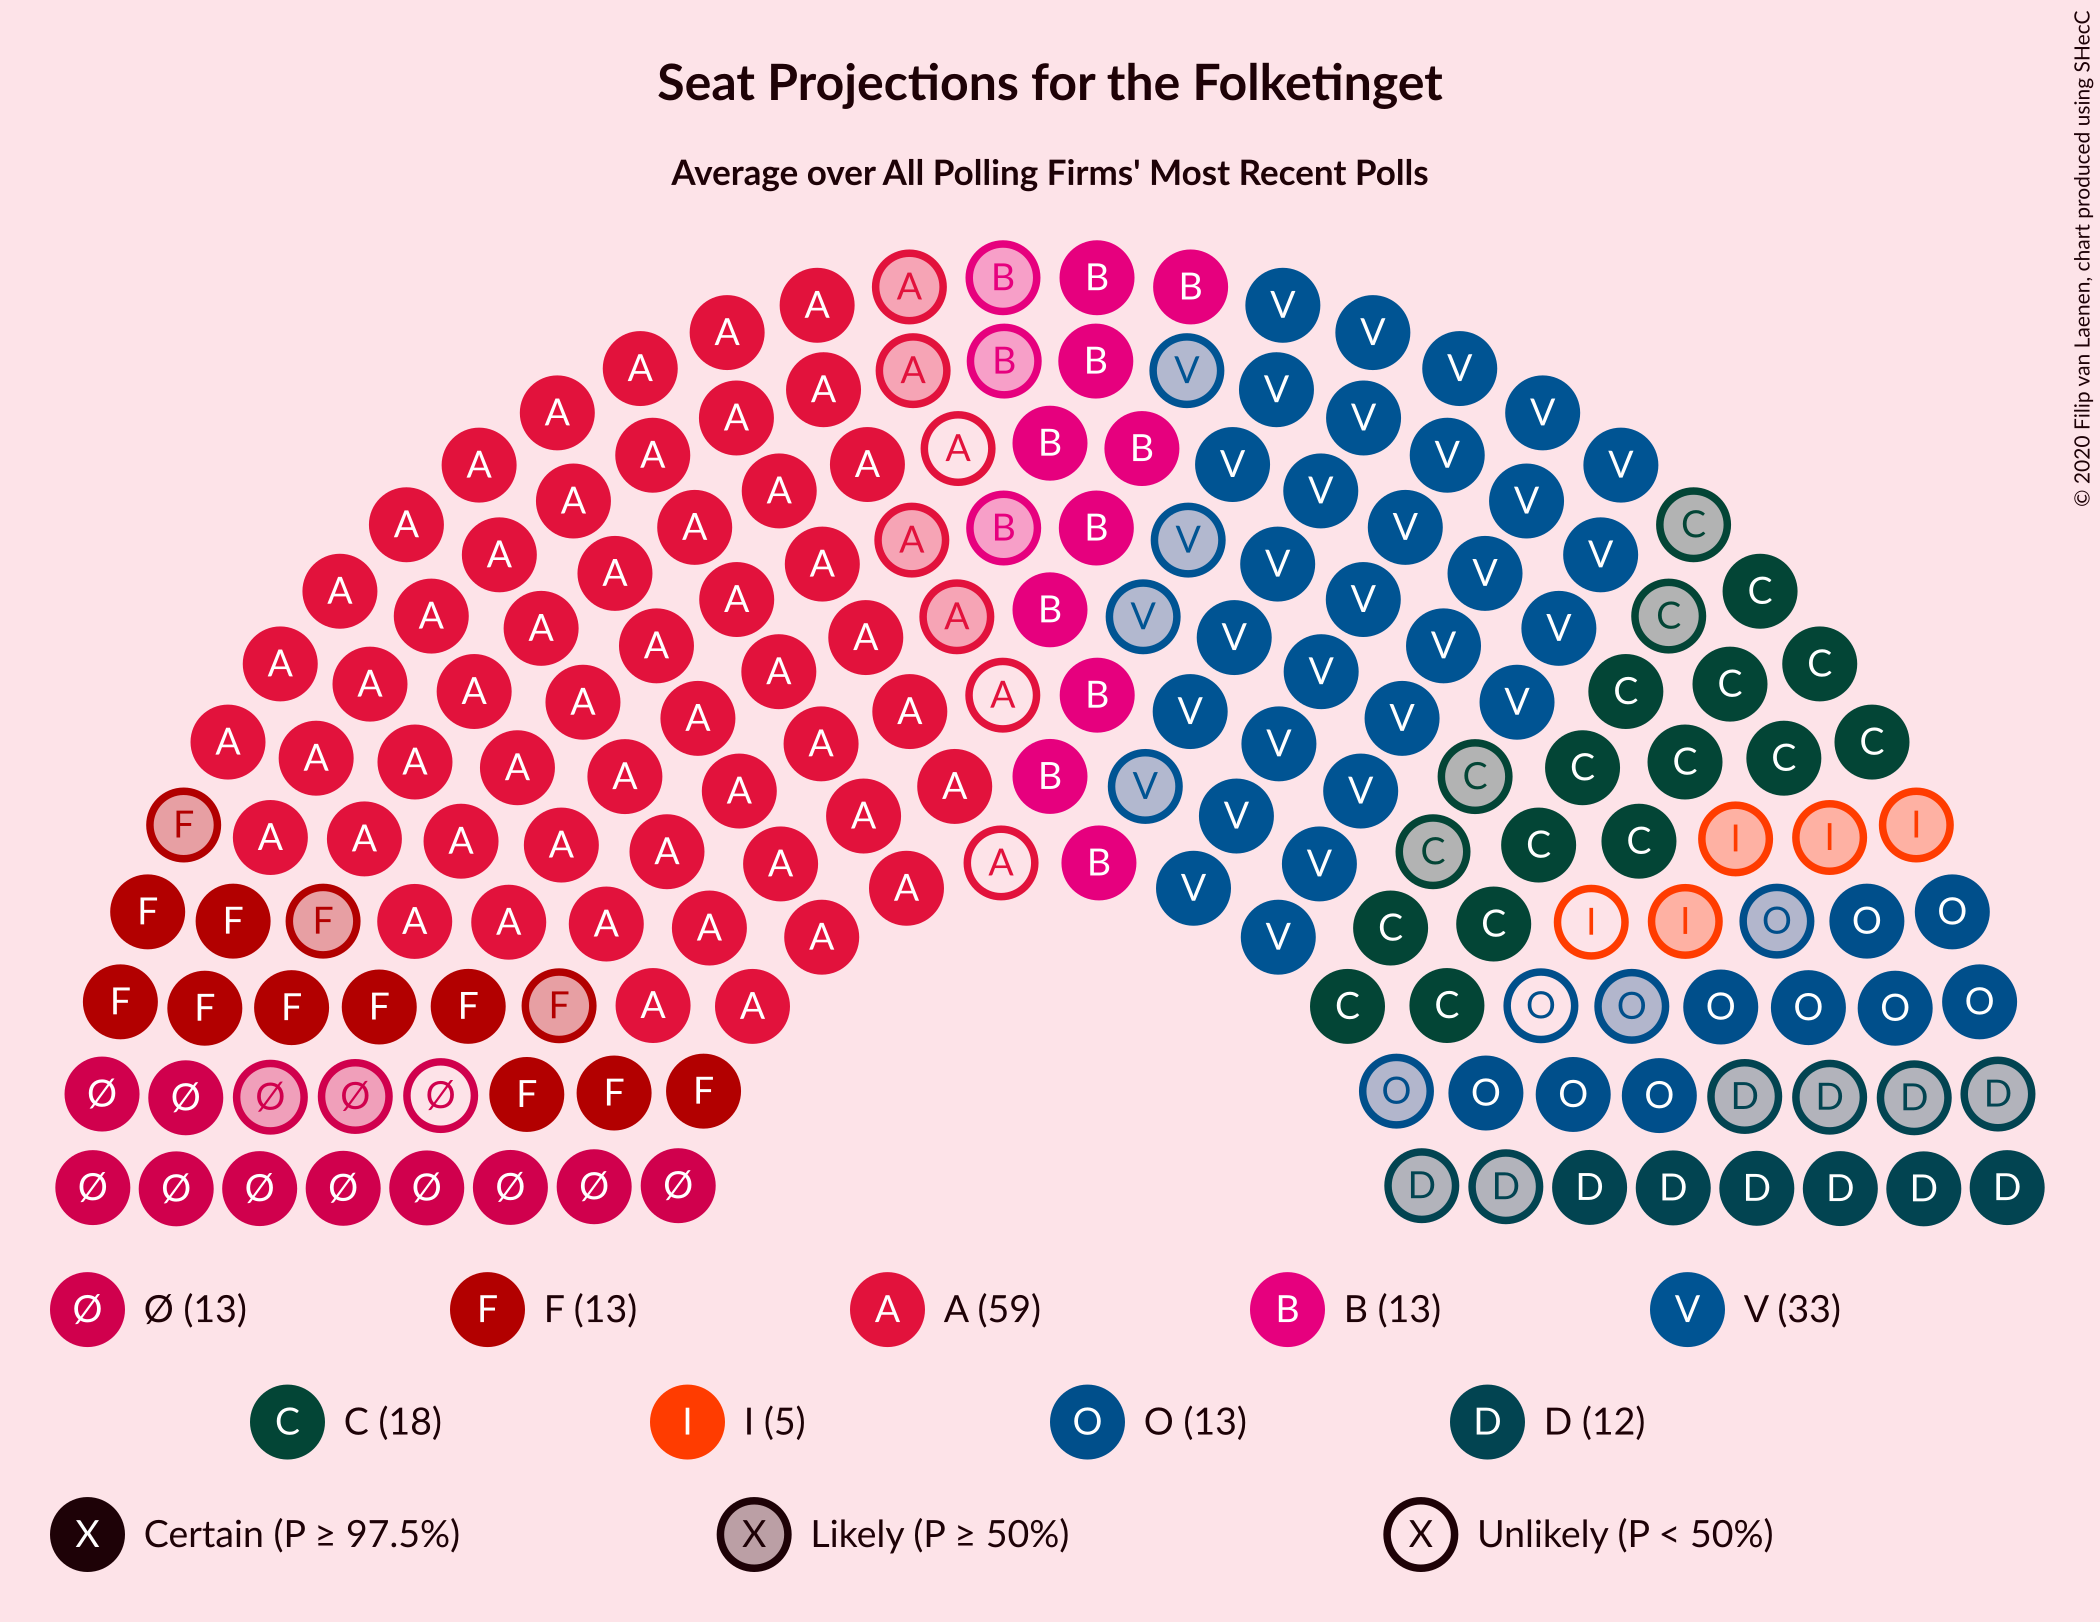 Seat Projections for the Folketinget
Average over All Polling Firms' Most Recent Polls
© 2020 Filip van Laenen, chart produced using SHecC
A B B B V
A A V V
A B B V
A A V V
A A A V V
A A B B V V
A A A V V
A A A A B B V V V V C
A A A V V V
A A V V C
A A V V
A A A A B V V V V C
A A A V V V
A A A A C C C
A A A A B V V V V
A A A A V V V C
A A A A A B V V C C C C
A A A V V
F A A A A A I I I
A A A C C C C
A A A B V V
F F F A A A A A V C C I I O O O
F F F F F F A A C C O O O O O O
Ø Ø Ø Ø Ø F F F O O O O D D D D
Ø Ø Ø Ø Ø Ø Ø Ø D D D D D D D D
Ø Ø (13) F F (13) A A (59) B B (13) V V (33)
C C (18) I I (5) O O (13) D D (12)
X Certain (P ≥ 97.5%) X Likely (P ≥ 50%) X Unlikely (P < 50%)